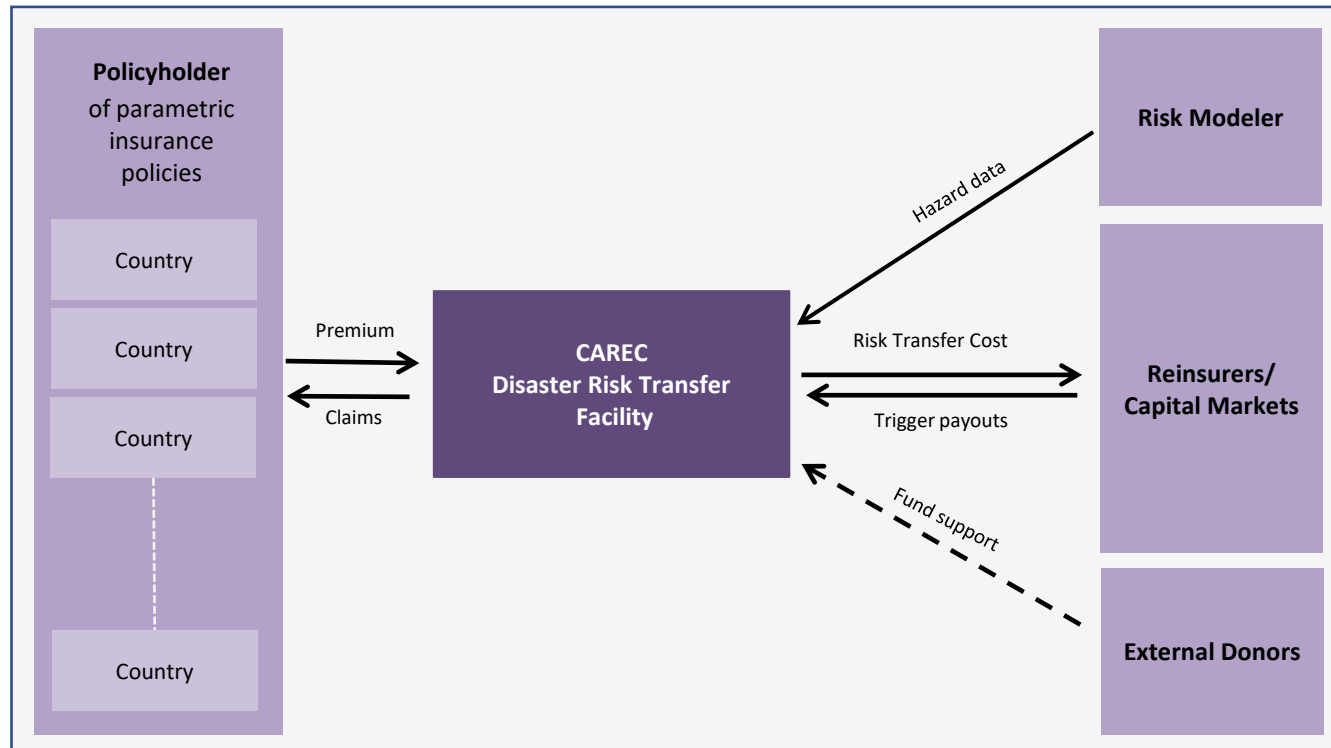 Policyholder
of parametric
insurance
policies
Country
Country
Country
Country
Premium
Claims
CAREC
Disaster Risk Transfer
Facility
Hazard data
Risk Transfer Cost
Trigger payouts
Fund support
Risk Modeler
Reinsurers/
Capital Markets
External Donors